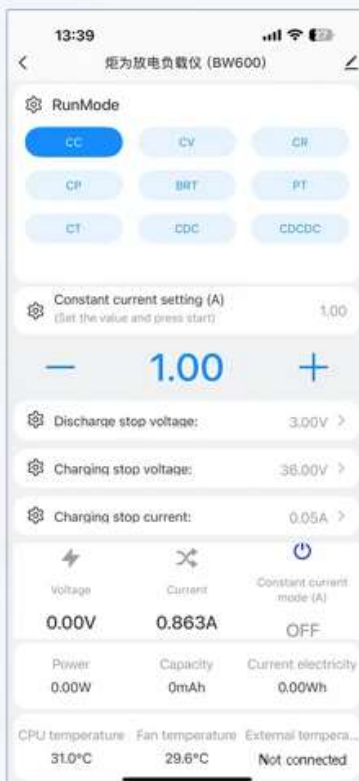 13:39
炬为放电负载仪 (BW600)
RunMode
CC CV CR
CP BRT PT
CT CDC CDCDC
Constant current setting (A) 1.00
(Set the value and press start)
1.00
Discharge stop voltage: 3.00V
Charging stop voltage: 36.00V
Charging stop current: 0.05A
Voltage Current Constant current mode (A)
0.00V 0.863A OFF
Power Capacity Current electricity
0.00W 0mAh 0.00Wh
CPU temperature Fan temperature External tempera...
31.0°C 29.6°C Not connected